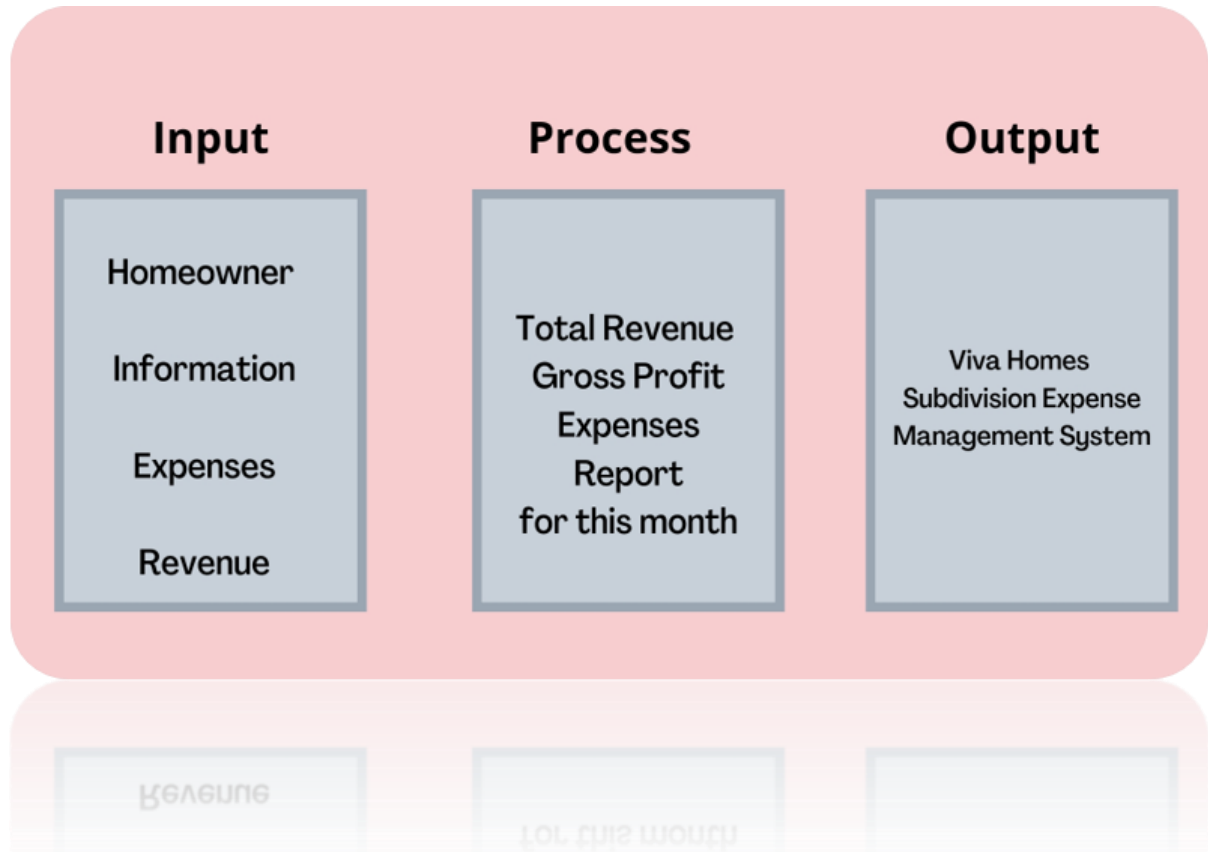 Input
Homeowner
Information
Expenses
Revenue
Process
Total Revenue
Gross Profit
Expenses
Report
for this month
Output
Viva Homes
Subdivision Expense
Management System